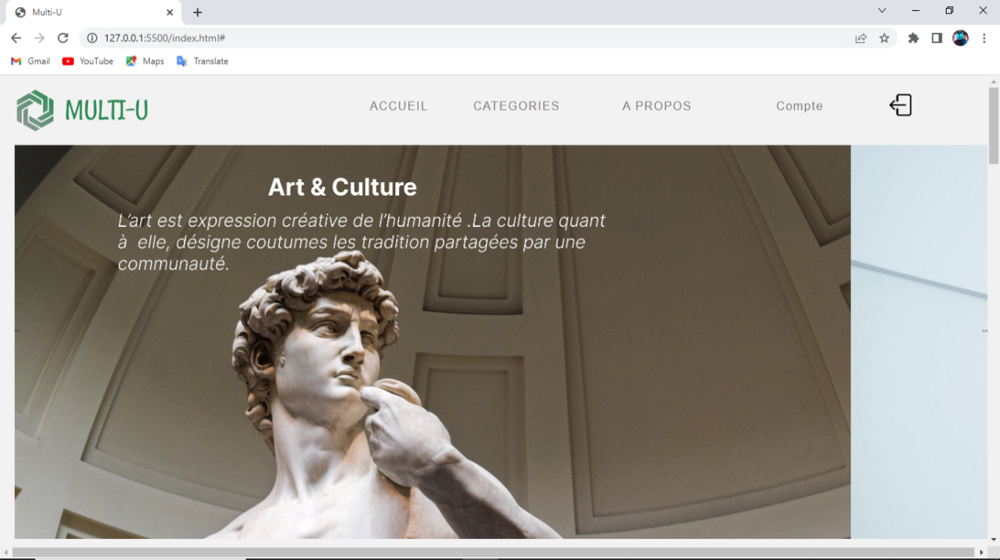 Multi-U
127.0.0.1:5500/index.html#
Gmail YouTube Maps Translate
MULTI-U ACCUEIL CATEGORIES A PROPOS Compte
Art & Culture
L’art est expression créative de l’humanité .La culture quant
à  elle, désigne coutumes les tradition partagées par une
communauté.